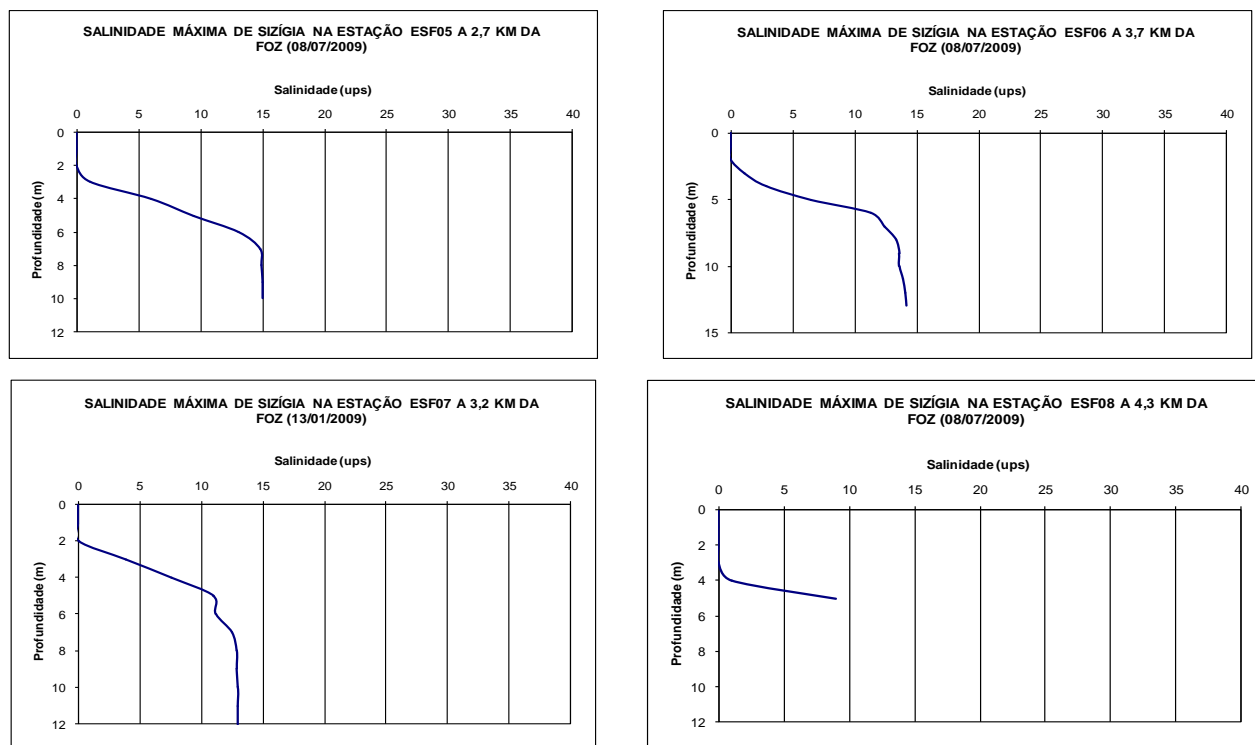 SALINIDADE MÁXIMA DE SIZÍGIA NA ESTAÇÃO ESF05 A 2,7 KM DA
FOZ (08/07/2009)
Salinidade (ups)
0 5 10 15 20 25 30 35 40
Profundidade (m)
0
2
4
6
8
10
12
SALINIDADE MÁXIMA DE SIZÍGIA NA ESTAÇÃO ESF06 A 3,7 KM DA
FOZ (08/07/2009)
Salinidade (ups)
0 5 10 15 20 25 30 35 40
Profundidade (m)
0
5
10
15
SALINIDADE MÁXIMA DE SIZÍGIA NA ESTAÇÃO ESF07 A 3,2 KM DA
FOZ (13/01/2009)
Salinidade (ups)
0 5 10 15 20 25 30 35 40
Profundidade (m)
0
2
4
6
8
10
12
SALINIDADE MÁXIMA DE SIZÍGIA NA ESTAÇÃO ESF08 A 4,3 KM DA
FOZ (08/07/2009)
Salinidade (ups)
0 5 10 15 20 25 30 35 40
Profundidade (m)
0
2
4
6
8
10
12